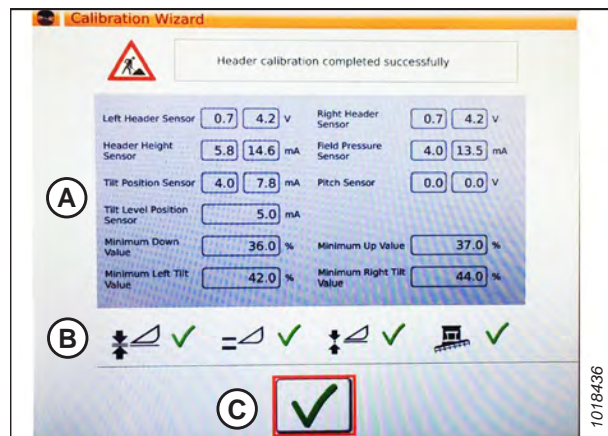 Calibration Wizard
Header calibration completed successfully
Left Header Sensor 0.7 4.2 V Right Header Sensor 0.7 4.2 V
Header Height Sensor 5.8 14.6 mA Field Pressure Sensor 4.0 13.5 mA
Tilt Position Sensor 4.0 7.8 mA Pitch Sensor 0.0 0.0 V
A
Tilt Level Position Sensor 5.0 mA
Minimum Down Value 36.0 % Minimum Up Value 37.0 %
Minimum Left Tilt Value 42.0 % Minimum Right Tilt Value 44.0 %
B
C
1018436